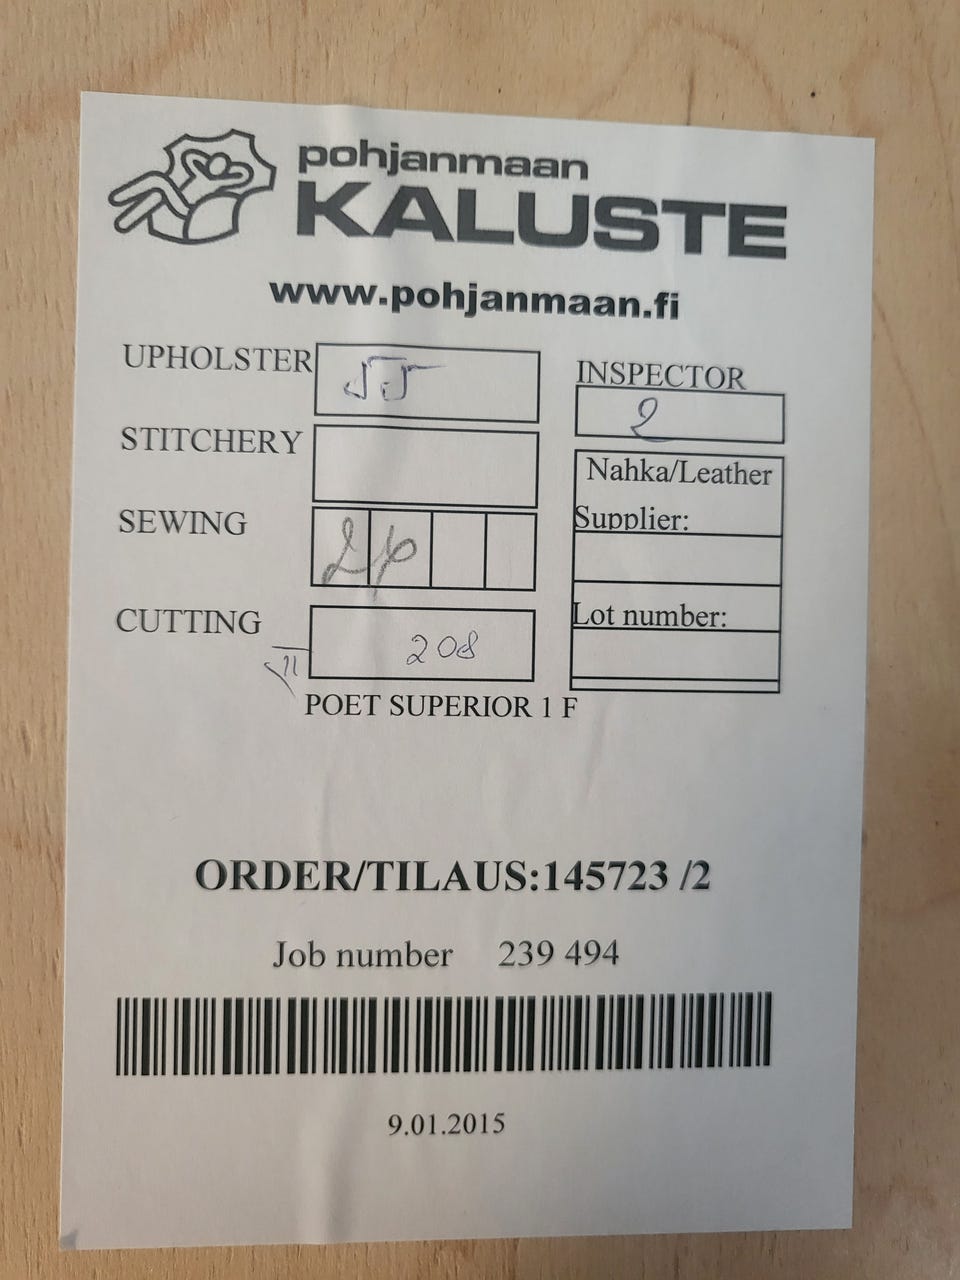 pohjanmaan
KALUSTE
www.pohjanmaan.fi
UPHOLSTER JJ
INSPECTOR
2
STITCHERY
Nahka/Leather
Supplier:
SEWING
CUTTING 208
Lot number:
POET SUPERIOR 1 F
ORDER/TILAUS:145723 /2
Job number 239 494
9.01.2015